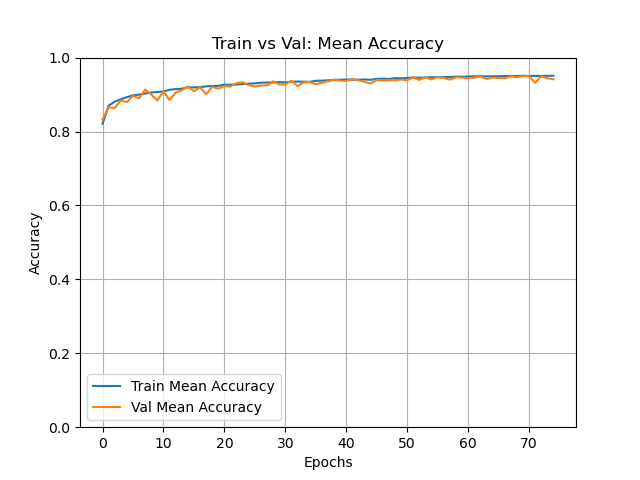 Train vs Val: Mean Accuracy
1.0
0.8
0.6
0.4
0.2
0.0
Accuracy
Train Mean Accuracy
Val Mean Accuracy
0 10 20 30 40 50 60 70
Epochs